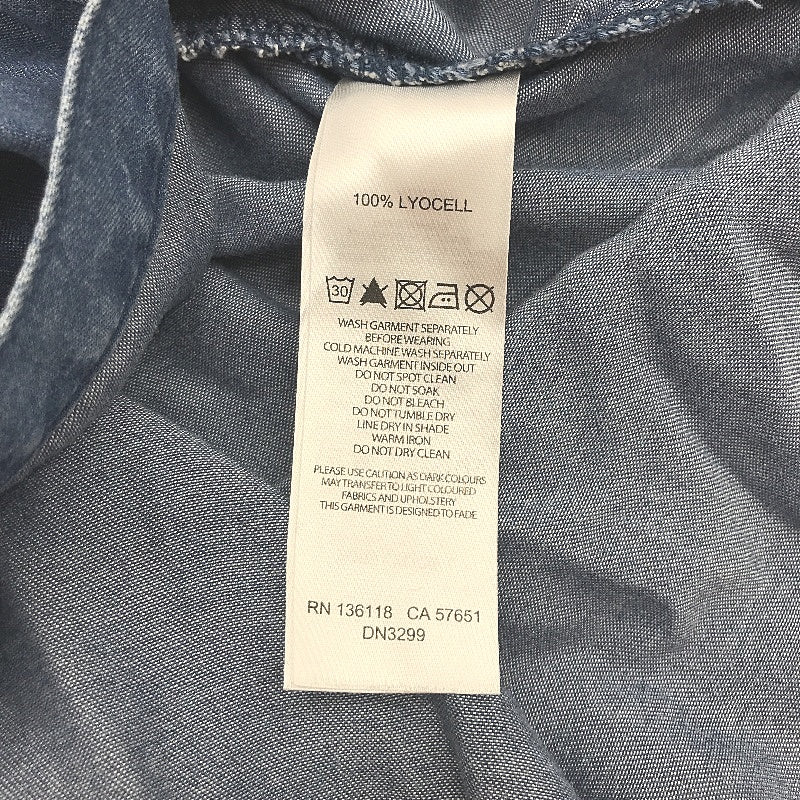 100% LYOCELL
30
WASH GARMENT SEPARATELY
BEFORE WEARING
COLD MACHINE WASH SEPARATELY
WASH GARMENT INSIDE OUT
DO NOT SPOT CLEAN
DO NOT SOAK
DO NOT BLEACH
DO NOT TUMBLE DRY
LINE DRY IN SHADE
WARM IRON
DO NOT DRY CLEAN
PLEASE USE CAUTION AS DARK COLOURS
MAY TRANSFER TO LIGHT COLOURED
FABRICS AND UPHOLSTERY
THIS GARMENT IS DESIGNED TO FADE
RN 136118 CA 57651
DN3299